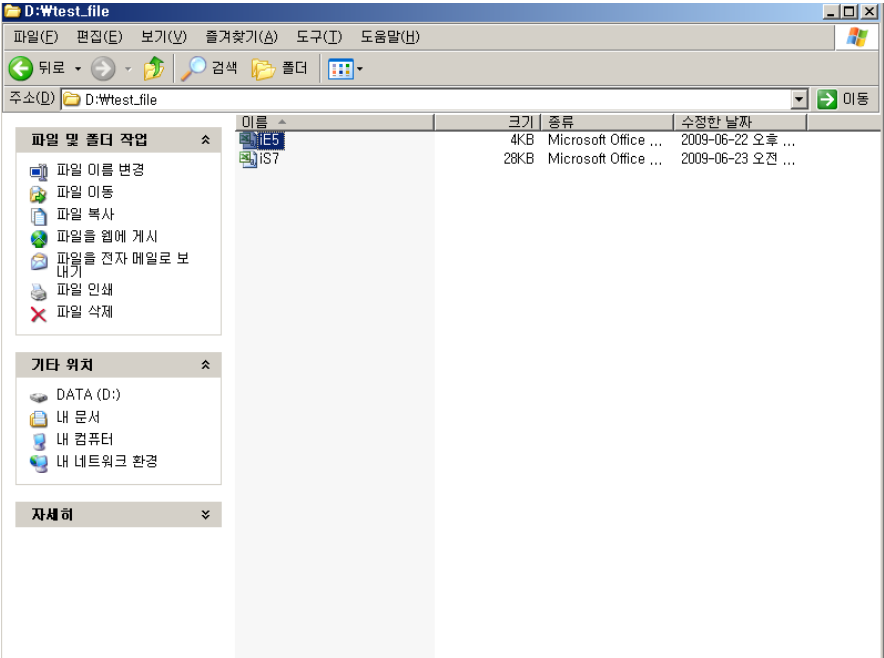 D:₩test_file
파일(F) 편집(E) 보기(V) 즐겨찾기(A) 도구(T) 도움말(H)
뒤로 검색 폴더
주소(D) D:₩test_file 이동
파일 및 폴더 작업
파일 이름 변경
파일 이동
파일 복사
파일을 웹에 게시
파일을 전자 메일로 보
내기
파일 인쇄
파일 삭제
기타 위치
DATA (D:)
내 문서
내 컴퓨터
내 네트워크 환경
자세히
이름 크기 종류 수정한 날짜
iE5 4KB Microsoft Office ... 2009-06-22 오후 ...
iS7 28KB Microsoft Office ... 2009-06-23 오전 ...